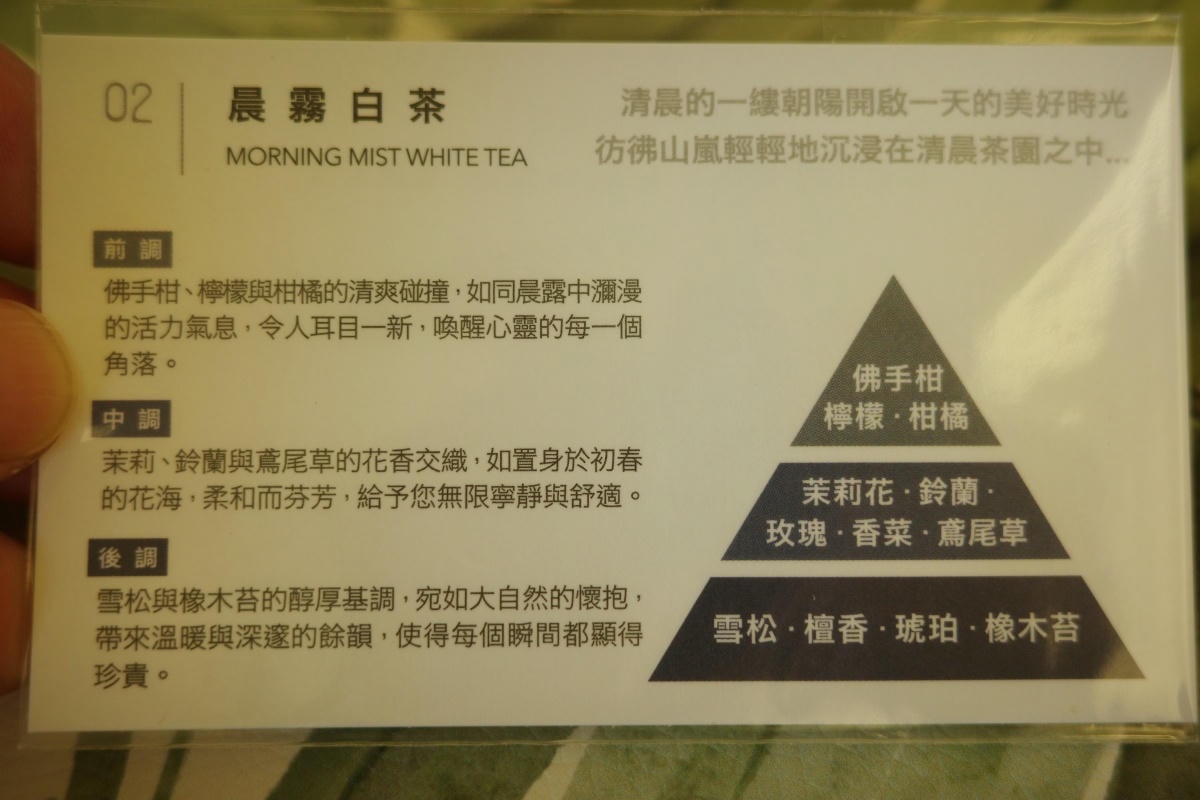 02
晨霧白茶
MORNING MIST WHITE TEA
清晨的一縷朝陽開啟一天的美好時光
彷彿山嵐輕輕地沉浸在清晨茶園之中...
前調
佛手柑、檸檬與柑橘的清爽碰撞，如同晨露中瀰漫
的活力氣息，令人耳目一新，喚醒心靈的每一個
角落。
中調
茉莉、鈴蘭與鳶尾草的花香交織，如置身於初春
的花海，柔和而芬芳，給予您無限寧靜與舒適。
後調
雪松與橡木苔的醇厚基調，宛如大自然的懷抱，
帶來溫暖與深邃的餘韻，使得每個瞬間都顯得
珍貴。
佛手柑
檸檬·柑橘
茉莉花·鈴蘭·
玫瑰·香菜·鳶尾草
雪松·檀香·琥珀·橡木苔